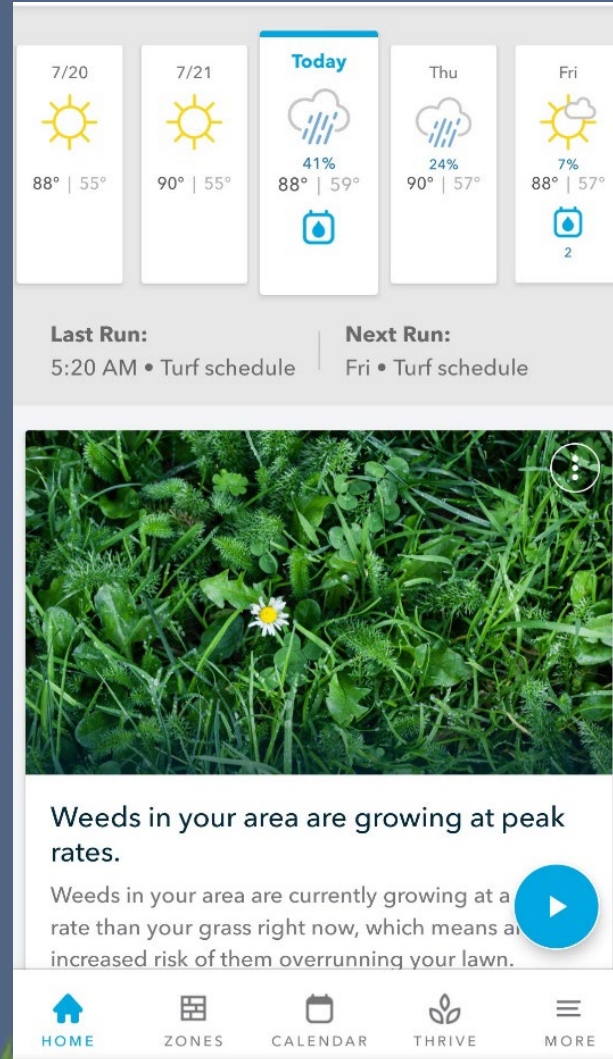 7/20
7/21
Today
Thu
Fri
41%
24%
7%
88° | 55°
90° | 55°
88° | 59°
90° | 57°
88° | 57°
2
Last Run:
Next Run:
5:20 AM • Turf schedule
Fri • Turf schedule
Weeds in your area are growing at peak
rates.
Weeds in your area are currently growing at a
rate than your grass right now, which means
increased risk of them overrunning your lawn.
HOME
ZONES
CALENDAR
THRIVE
MORE